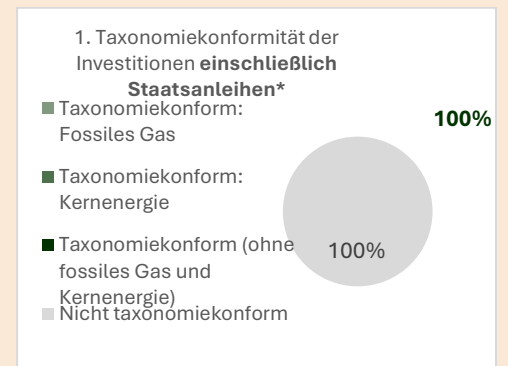 1. Taxonomiekonformität der
Investitionen einschließlich
Staatsanleihen*
Taxonomiekonform:
Fossiles Gas
Taxonomiekonform:
Kernenergie
Taxonomiekonform (ohne
fossiles Gas und
Kernenergie)
Nicht taxonomiekonform
100%
100%